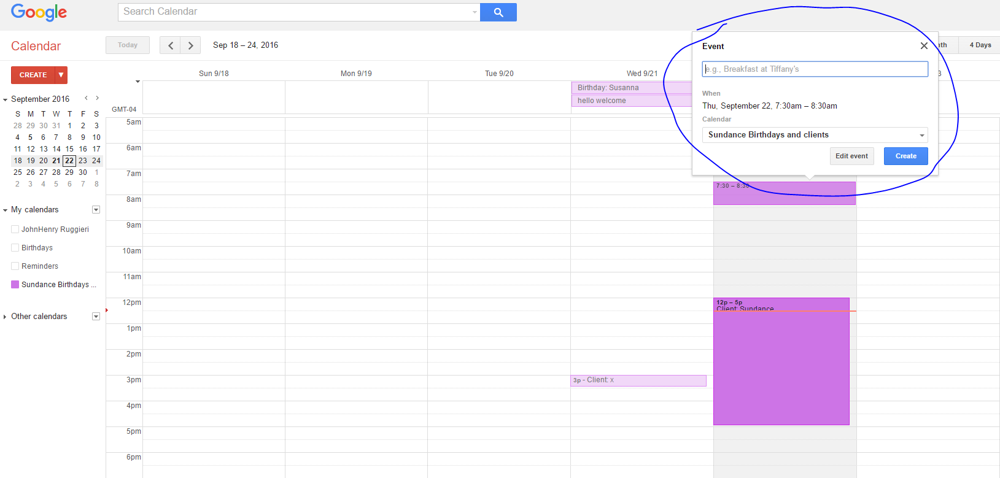 Google
Search Calendar
Calendar
Today
Sep 18 – 24, 2016
4 Days
CREATE
September 2016
S M T W T F S
28 29 30 31 1 2 3
4 5 6 7 8 9 10
11 12 13 14 15 16 17
18 19 20 21 22 23 24
25 26 27 28 29 30 1
2 3 4 5 6 7 8
My calendars
JohnHenry Ruggieri
Birthdays
Reminders
Sundance Birthdays ...
Other calendars
Sun 9/18 Mon 9/19 Tue 9/20 Wed 9/21
GMT-04
Birthday: Susanna
hello welcome
5am
6am
7am
8am
9am
10am
11am
12pm
1pm
2pm
3pm
4pm
5pm
6pm
3p - Client: x
7:30 – 8:30
12p – 5p
Client: Sundance
Event
e.g., Breakfast at Tiffany's
When
Thu, September 22, 7:30am – 8:30am
Calendar
Sundance Birthdays and clients
Edit event Create